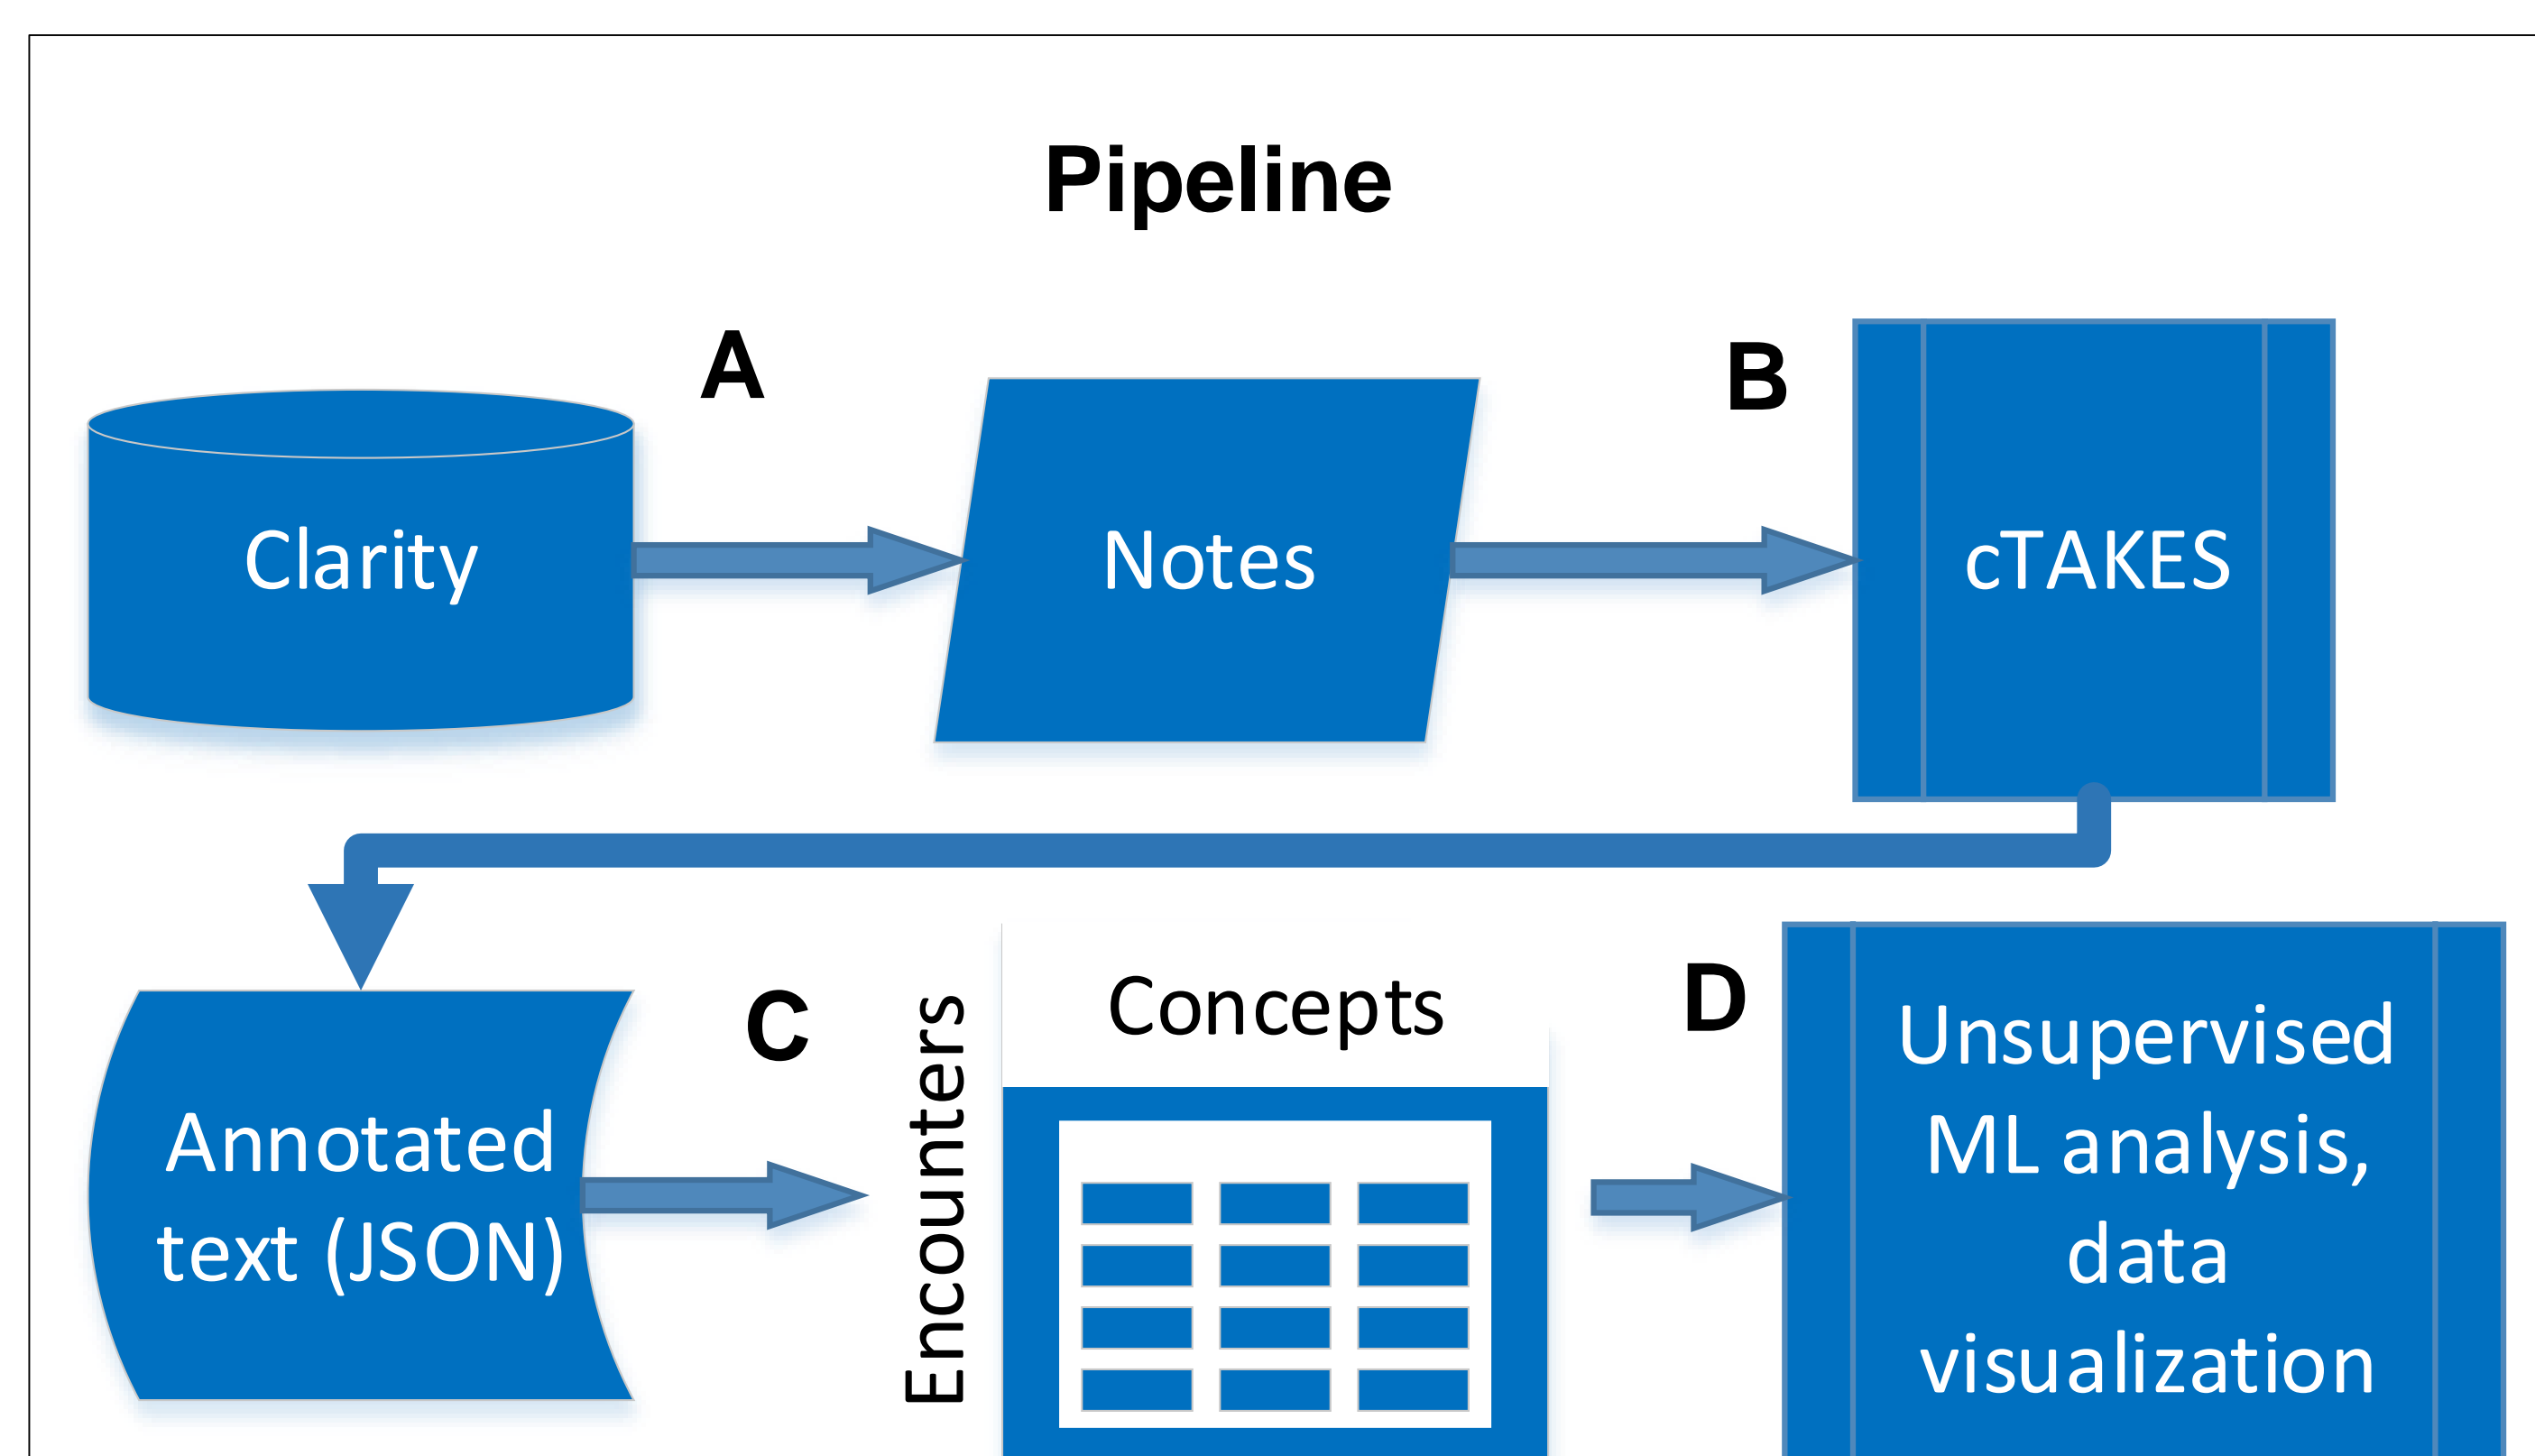 Pipeline
A
B
Clarity
Notes
cTAKES
C
D
Annotated
text (JSON)
Encounters
Concepts
Unsupervised
ML analysis,
data
visualization